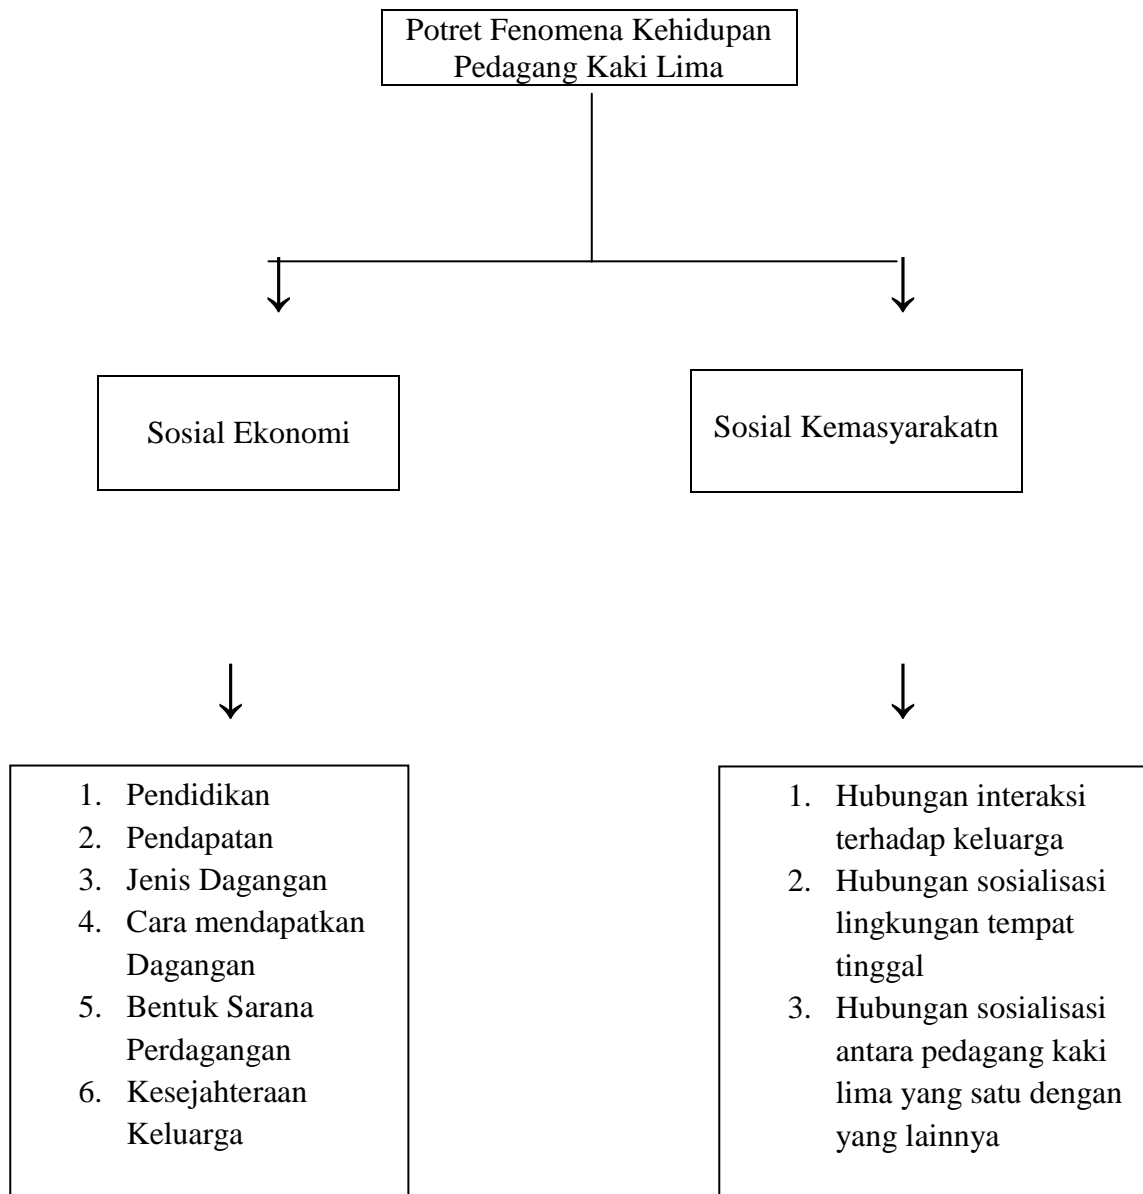 Potret Fenomena Kehidupan
Pedagang Kaki Lima
Sosial Ekonomi
Sosial Kemasyarakatn
1. Pendidikan
2. Pendapatan
3. Jenis Dagangan
4. Cara mendapatkan
Dagangan
5. Bentuk Sarana
Perdagangan
6. Kesejahteraan
Keluarga
1. Hubungan interaksi
terhadap keluarga
2. Hubungan sosialisasi
lingkungan tempat
tinggal
3. Hubungan sosialisasi
antara pedagang kaki
lima yang satu dengan
yang lainnya